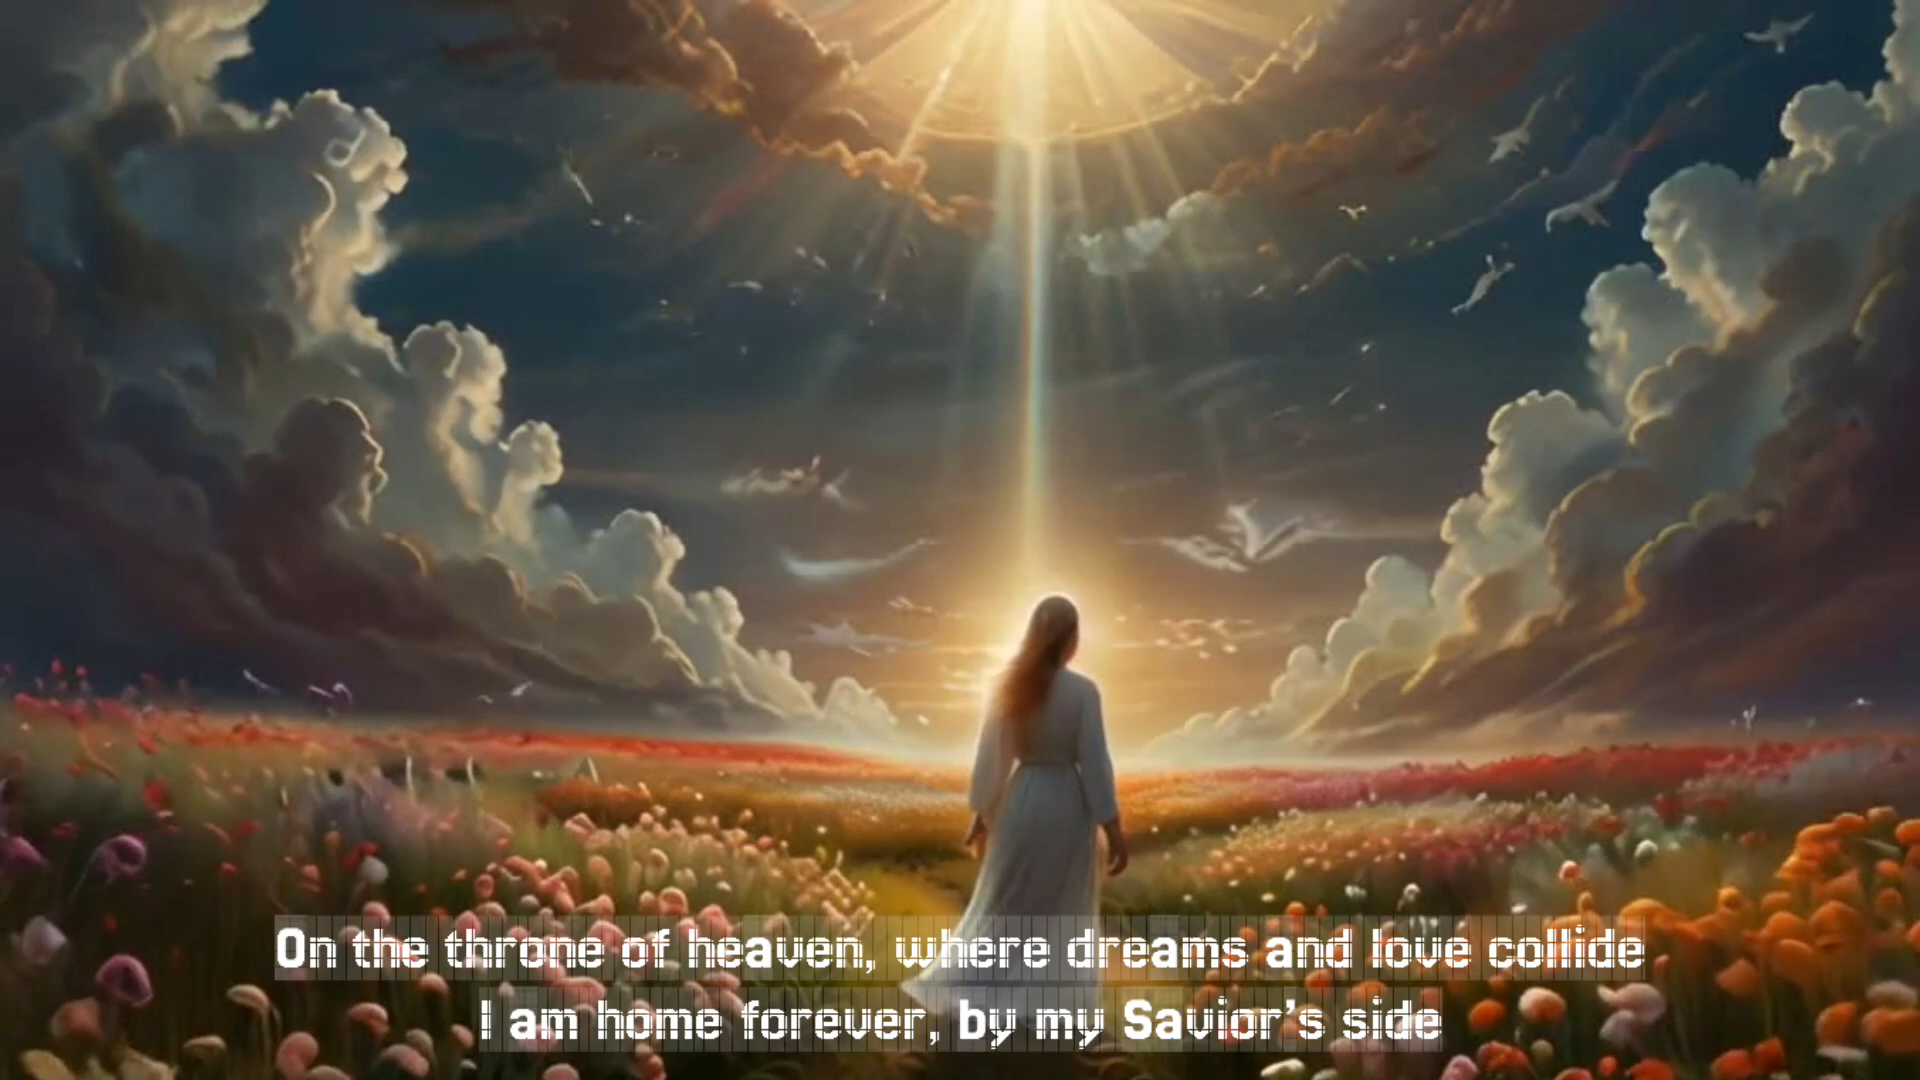 On the throne of heaven, where dreams and love collide
I am home forever, by my Savior's side